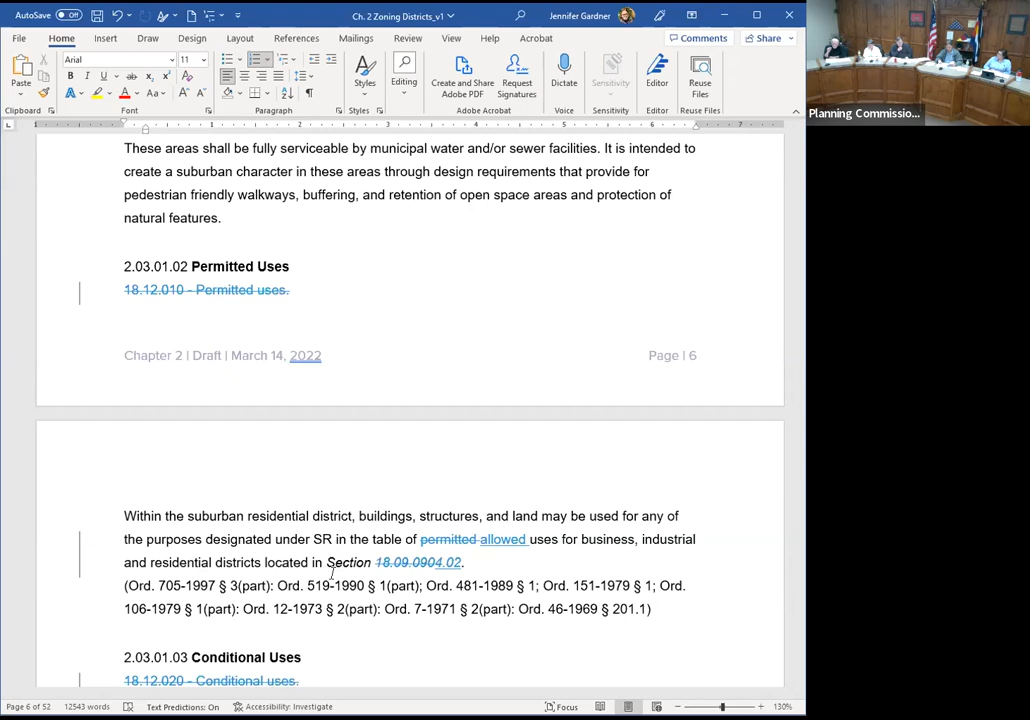 AutoSave Off
Ch. 2 Zoning Districts_v1
Jennifer Gardner
File Home Insert Draw Design Layout References Mailings Review View Help Acrobat
Comments Share
Arial 11
Paste
Styles
Editing
Create and Share Adobe PDF
Request Signatures
Dictate
Sensitivity
Editor
Reuse Files
Clipboard Font Paragraph Styles Adobe Acrobat Voice Sensitivity Editor Reuse Files
1 1 2 3 4 5 6 7
Planning Commissio...
These areas shall be fully serviceable by municipal water and/or sewer facilities. It is intended to
create a suburban character in these areas through design requirements that provide for
pedestrian friendly walkways, buffering, and retention of open space areas and protection of
natural features.
2.03.01.02 Permitted Uses
18.12.010 - Permitted uses.
Chapter 2 | Draft | March 14, 2022 Page | 6
Within the suburban residential district, buildings, structures, and land may be used for any of
the purposes designated under SR in the table of permitted allowed uses for business, industrial
and residential districts located in Section 18.09.0904.02.
(Ord. 705-1997 § 3(part): Ord. 519-1990 § 1(part); Ord. 481-1989 § 1; Ord. 151-1979 § 1; Ord.
106-1979 § 1(part): Ord. 12-1973 § 2(part): Ord. 7-1971 § 2(part): Ord. 46-1969 § 201.1)
2.03.01.03 Conditional Uses
18.12.020 - Conditional uses.
Page 6 of 52 12543 words Text Predictions: On Accessibility: Investigate Focus 130%